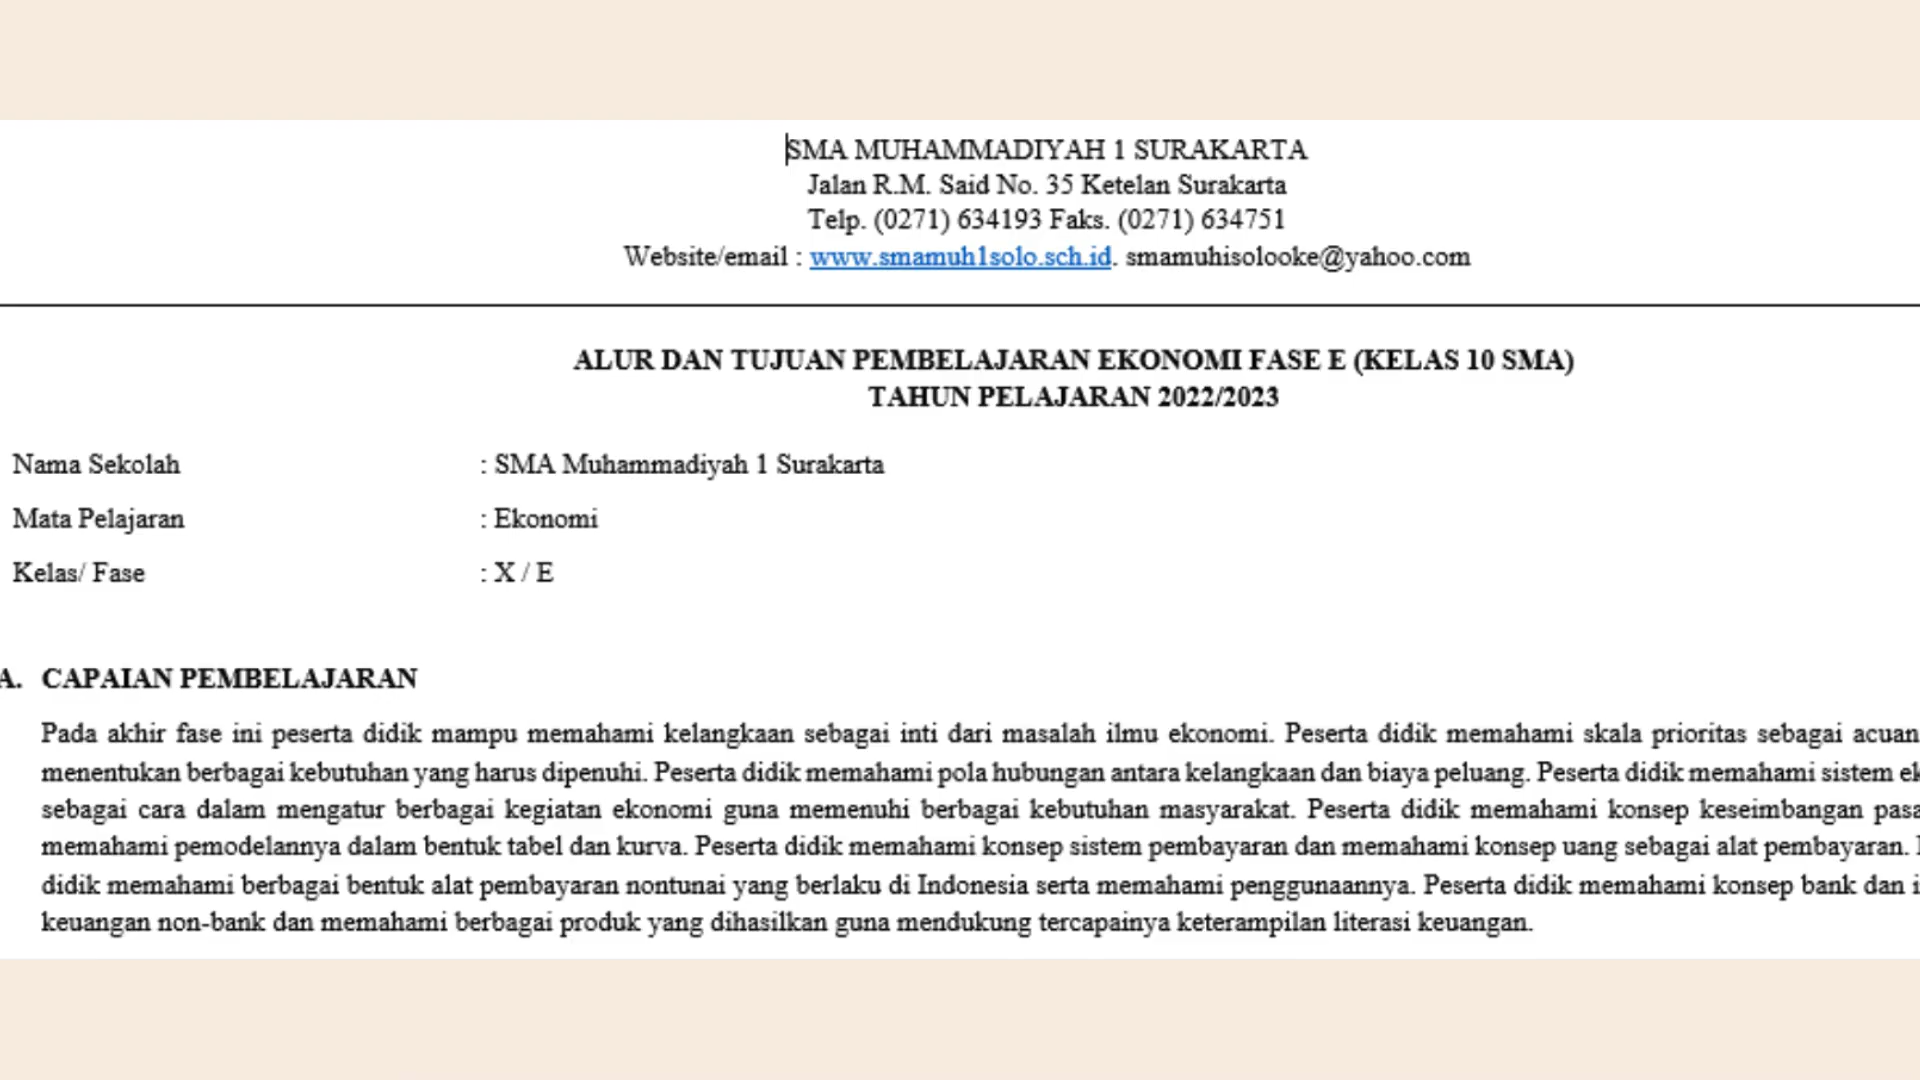 SMA MUHAMMADIYAH 1 SURAKARTA
Jalan R.M. Said No. 35 Ketelan Surakarta
Telp. (0271) 634193 Faks. (0271) 634751
Website/email : www.smamuh1solo.sch.id. smamuhisolooke@yahoo.com
ALUR DAN TUJUAN PEMBELAJARAN EKONOMI FASE E (KELAS 10 SMA)
TAHUN PELAJARAN 2022/2023
Nama Sekolah : SMA Muhammadiyah 1 Surakarta
Mata Pelajaran : Ekonomi
Kelas/ Fase : X / E
A. CAPAIAN PEMBELAJARAN
Pada akhir fase ini peserta didik mampu memahami kelangkaan sebagai inti dari masalah ilmu ekonomi. Peserta didik memahami skala prioritas sebagai acuan
menentukan berbagai kebutuhan yang harus dipenuhi. Peserta didik memahami pola hubungan antara kelangkaan dan biaya peluang. Peserta didik memahami sistem
sebagai cara dalam mengatur berbagai kegiatan ekonomi guna memenuhi berbagai kebutuhan masyarakat. Peserta didik memahami konsep keseimbangan
memahami pemodelannya dalam bentuk tabel dan kurva. Peserta didik memahami konsep sistem pembayaran dan memahami konsep uang sebagai alat pembayaran.
didik memahami berbagai bentuk alat pembayaran nontunai yang berlaku di Indonesia serta memahami penggunaannya. Peserta didik memahami konsep bank dan
keuangan non-bank dan memahami berbagai produk yang dihasilkan guna mendukung tercapainya keterampilan literasi keuangan.